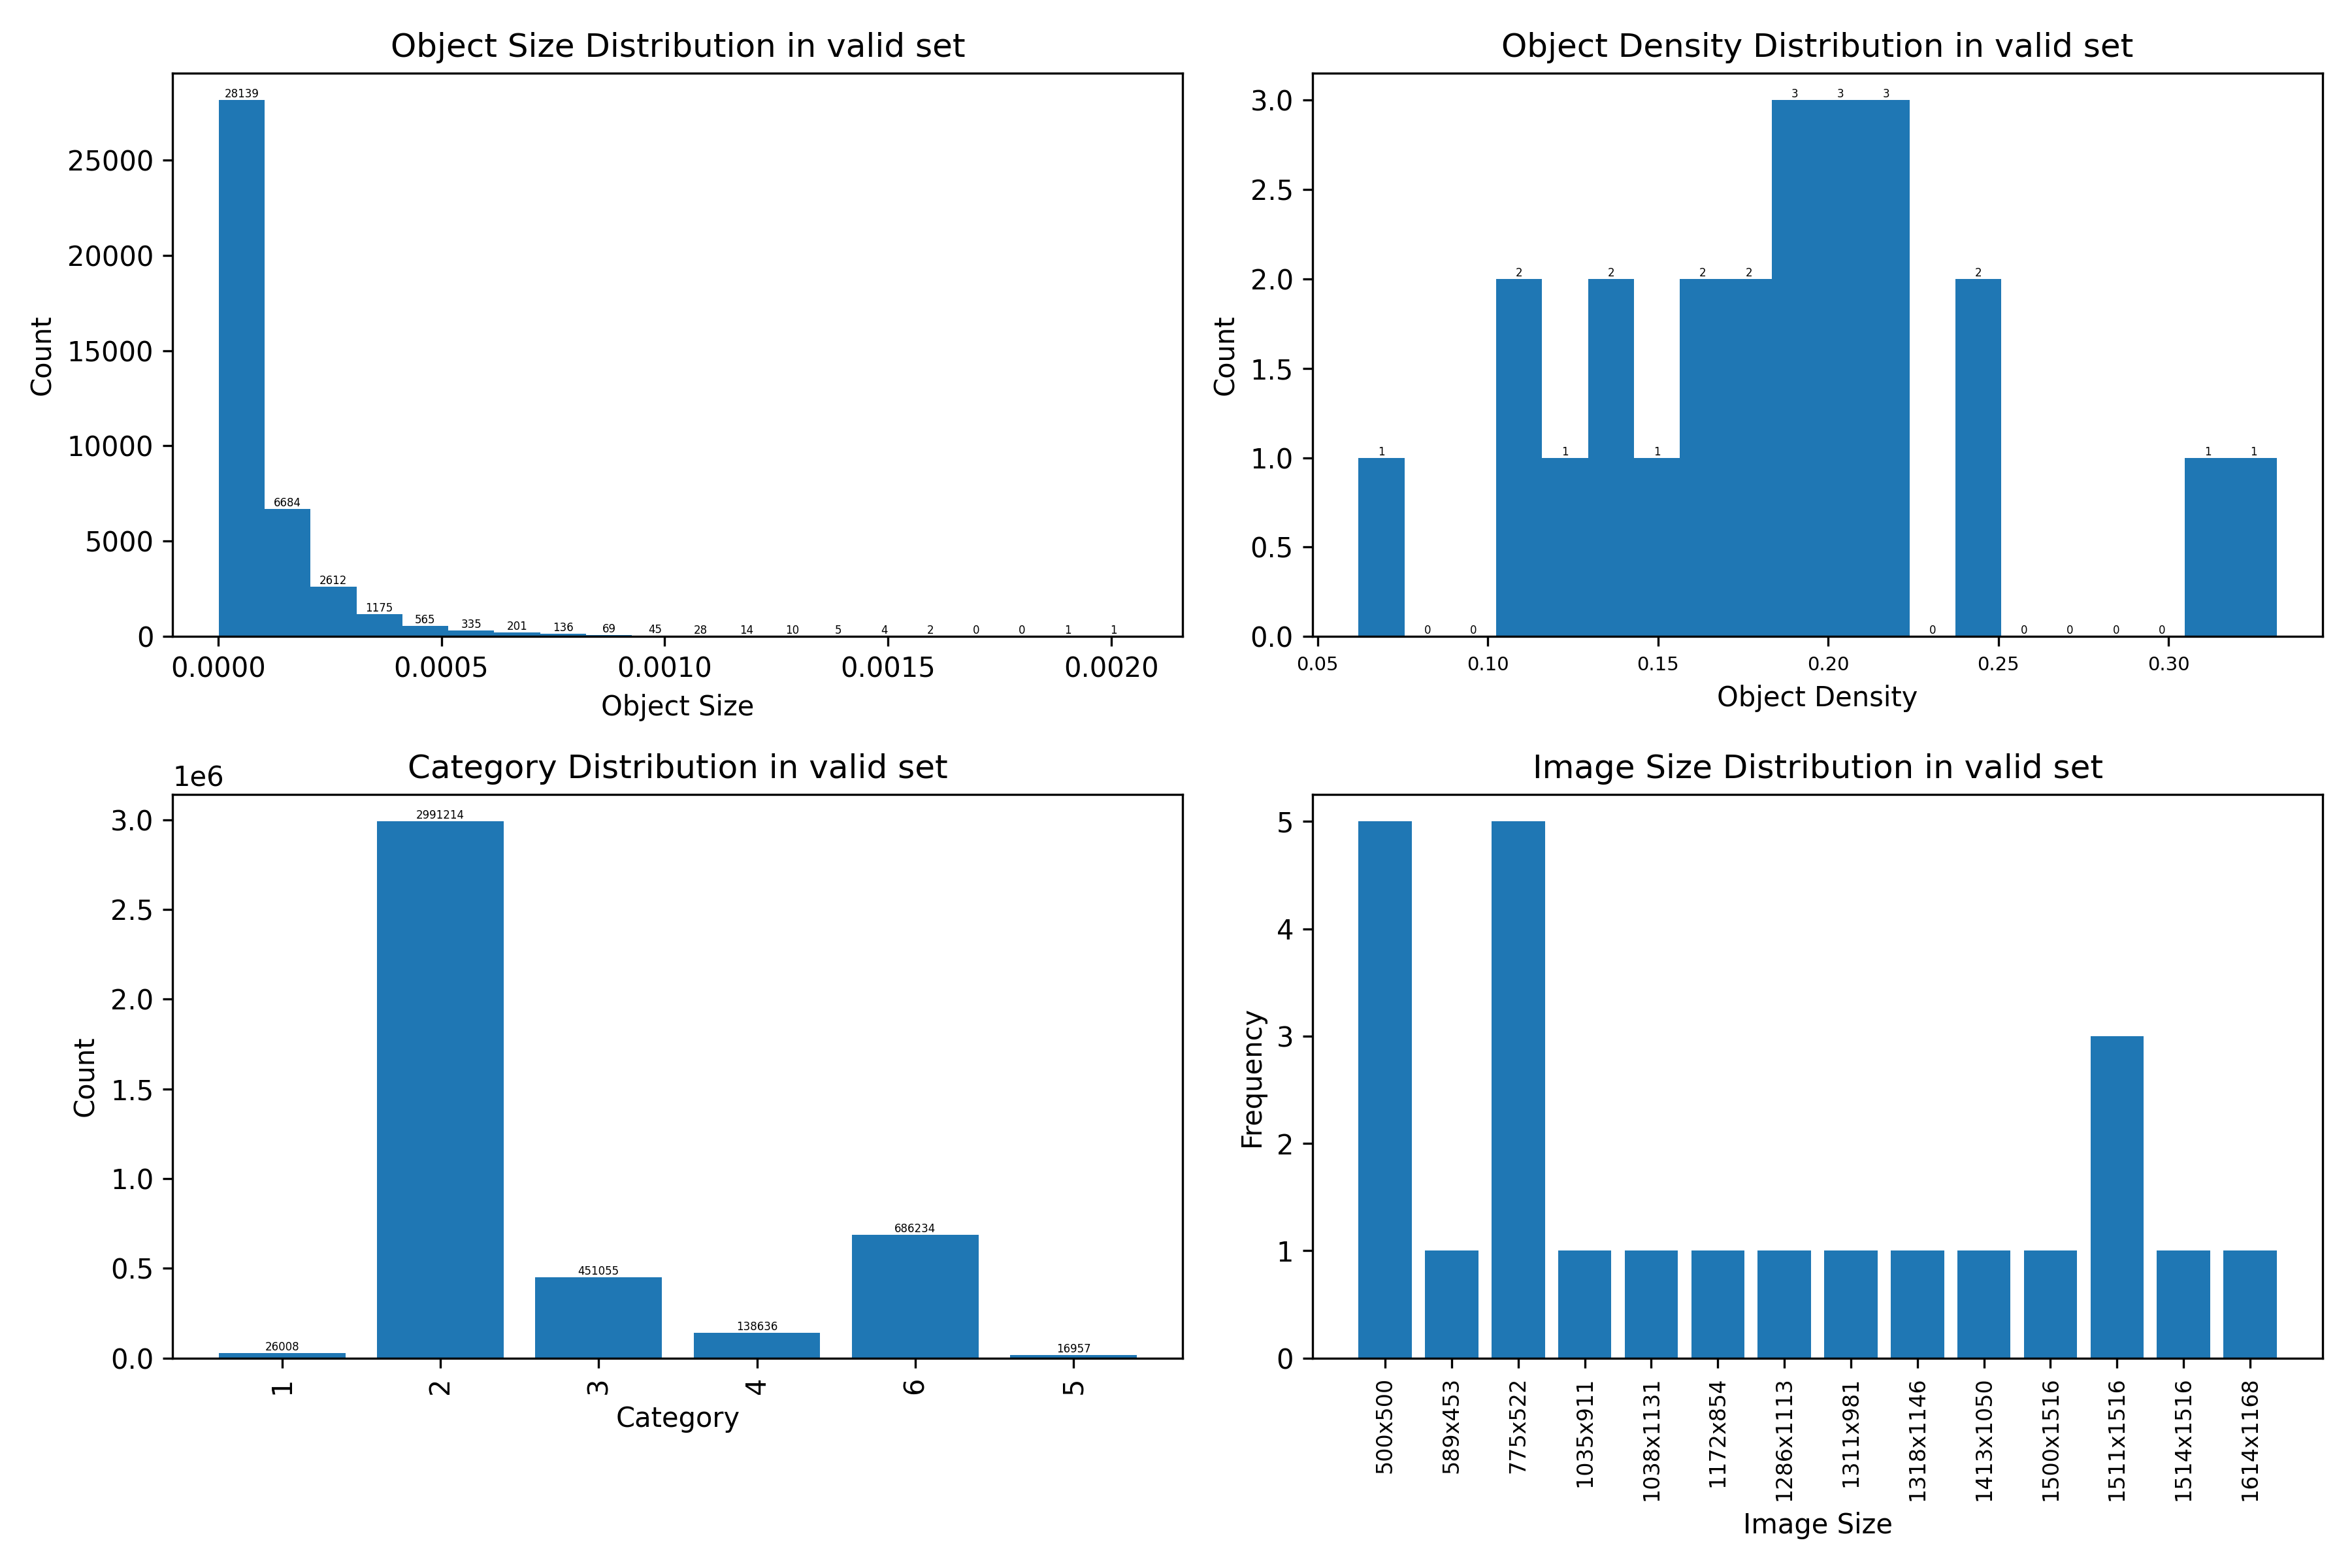 Object Size Distribution in valid set
28139
6684
2612
1175
565
335
201
136
69
45
28
14
10
5
4
2
0
0
1
1
25000
20000
15000
10000
5000
0
Count
0.0000 0.0005 0.0010 0.0015 0.0020
Object Size
Object Density Distribution in valid set
1
0
0
2
1
2
1
2
2
3
3
3
0
2
0
0
0
0
1
1
3.0
2.5
2.0
1.5
1.0
0.5
0.0
Count
0.05 0.10 0.15 0.20 0.25 0.30
Object Density
Category Distribution in valid set
1e6
26008
2991214
451055
138636
686234
16957
3.0
2.5
2.0
1.5
1.0
0.5
0.0
Count
1 2 3 4 6 5
Category
Image Size Distribution in valid set
5
4
3
2
1
0
Frequency
500x500
589x453
775x522
1035x911
1038x1131
1172x854
1286x1113
1311x981
1318x1146
1413x1050
1500x1516
1511x1516
1514x1516
1614x1168
Image Size